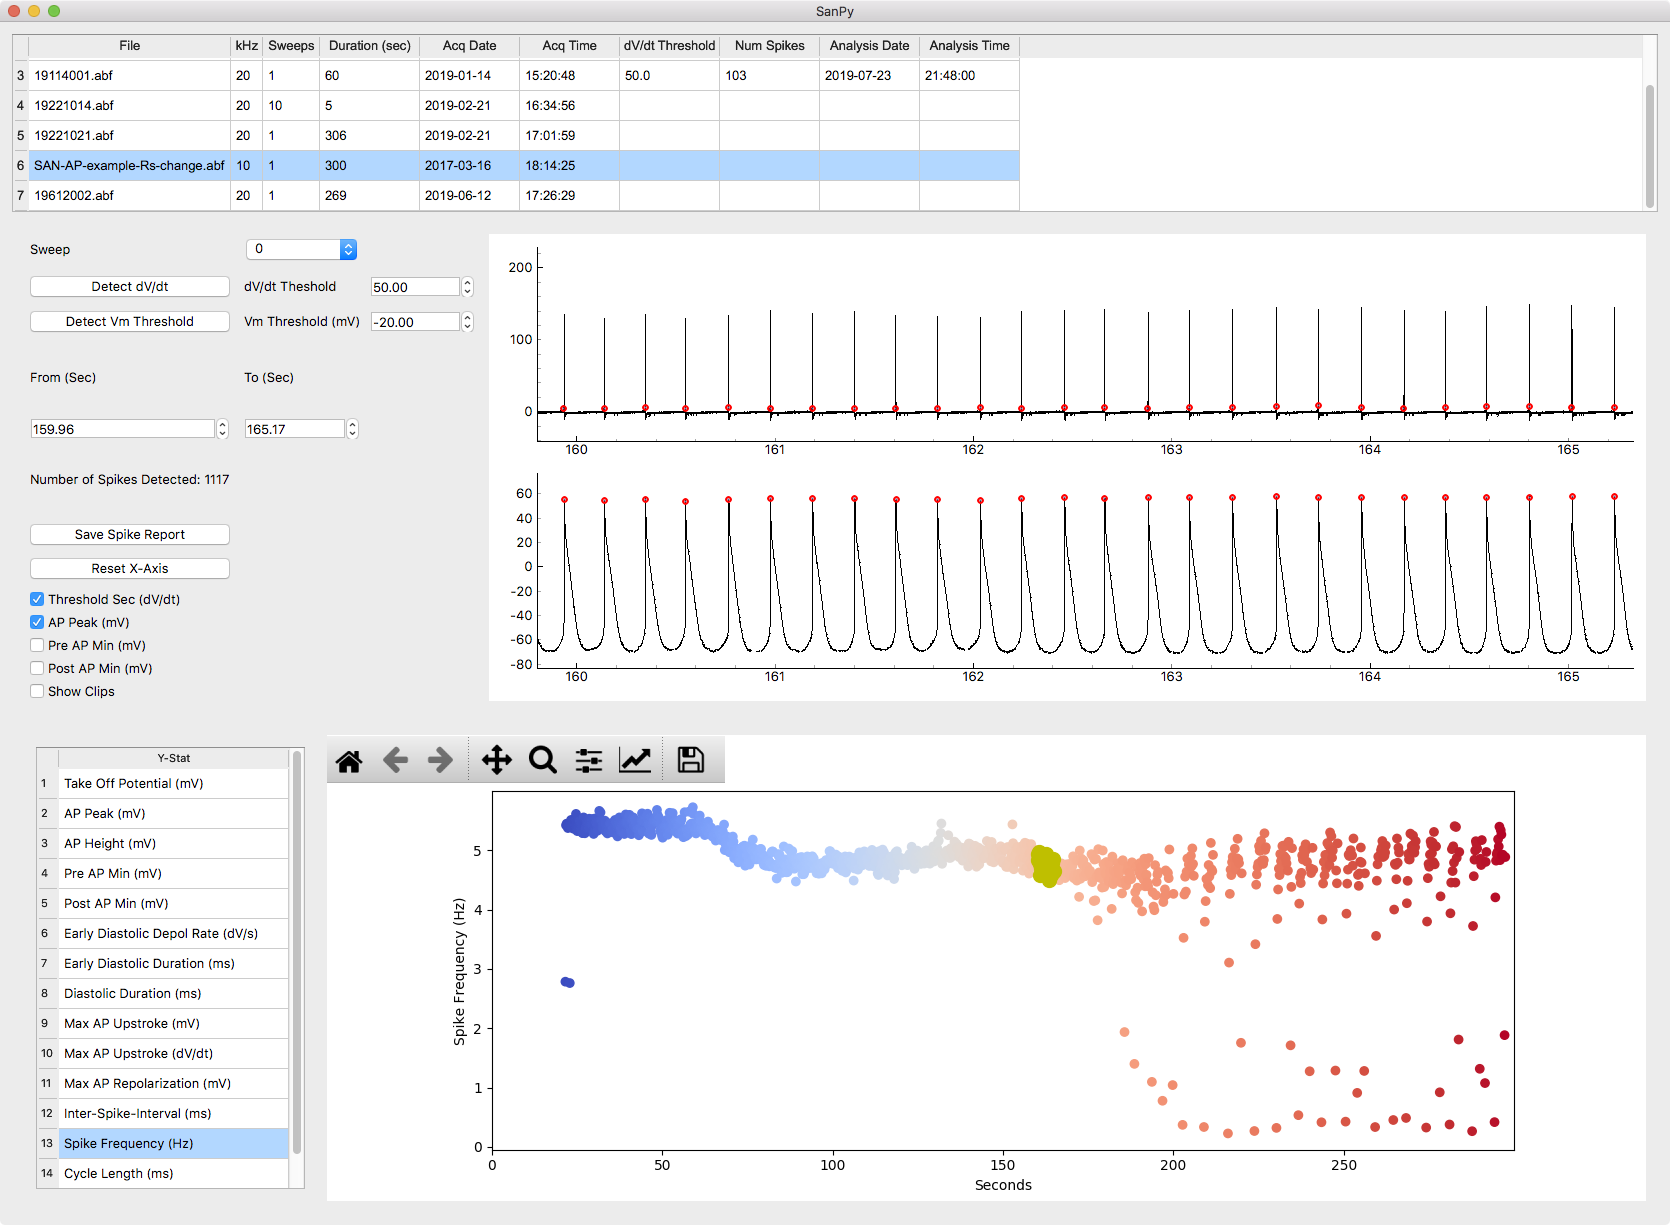 SanPy
File kHz Sweeps Duration (sec) Acq Date Acq Time dV/dt Threshold Num Spikes Analysis Date Analysis Time
3 19114001.abf 20 1 60 2019-01-14 15:20:48 50.0 103 2019-07-23 21:48:00
4 19221014.abf 20 10 5 2019-02-21 16:34:56
5 19221021.abf 20 1 306 2019-02-21 17:01:59
6 SAN-AP-example-Rs-change.abf 10 1 300 2017-03-16 18:14:25
7 19612002.abf 20 1 269 2019-06-12 17:26:29
Sweep 0
Detect dV/dt dV/dt Theshold 50.00
Detect Vm Threshold Vm Threshold (mV) -20.00
From (Sec) To (Sec)
159.96 165.17
Number of Spikes Detected: 1117
Save Spike Report
Reset X-Axis
Threshold Sec (dV/dt)
AP Peak (mV)
Pre AP Min (mV)
Post AP Min (mV)
Show Clips
200
100
0
160 161 162 163 164 165
60
40
20
0
-20
-40
-60
-80
160 161 162 163 164 165
Y-Stat
1 Take Off Potential (mV)
2 AP Peak (mV)
3 AP Height (mV)
4 Pre AP Min (mV)
5 Post AP Min (mV)
6 Early Diastolic Depol Rate (dV/s)
7 Early Diastolic Duration (ms)
8 Diastolic Duration (ms)
9 Max AP Upstroke (mV)
10 Max AP Upstroke (dV/dt)
11 Max AP Repolarization (mV)
12 Inter-Spike-Interval (ms)
13 Spike Frequency (Hz)
14 Cycle Length (ms)
Spike Frequency (Hz)
5
4
3
2
1
0
0 50 100 150 200 250
Seconds